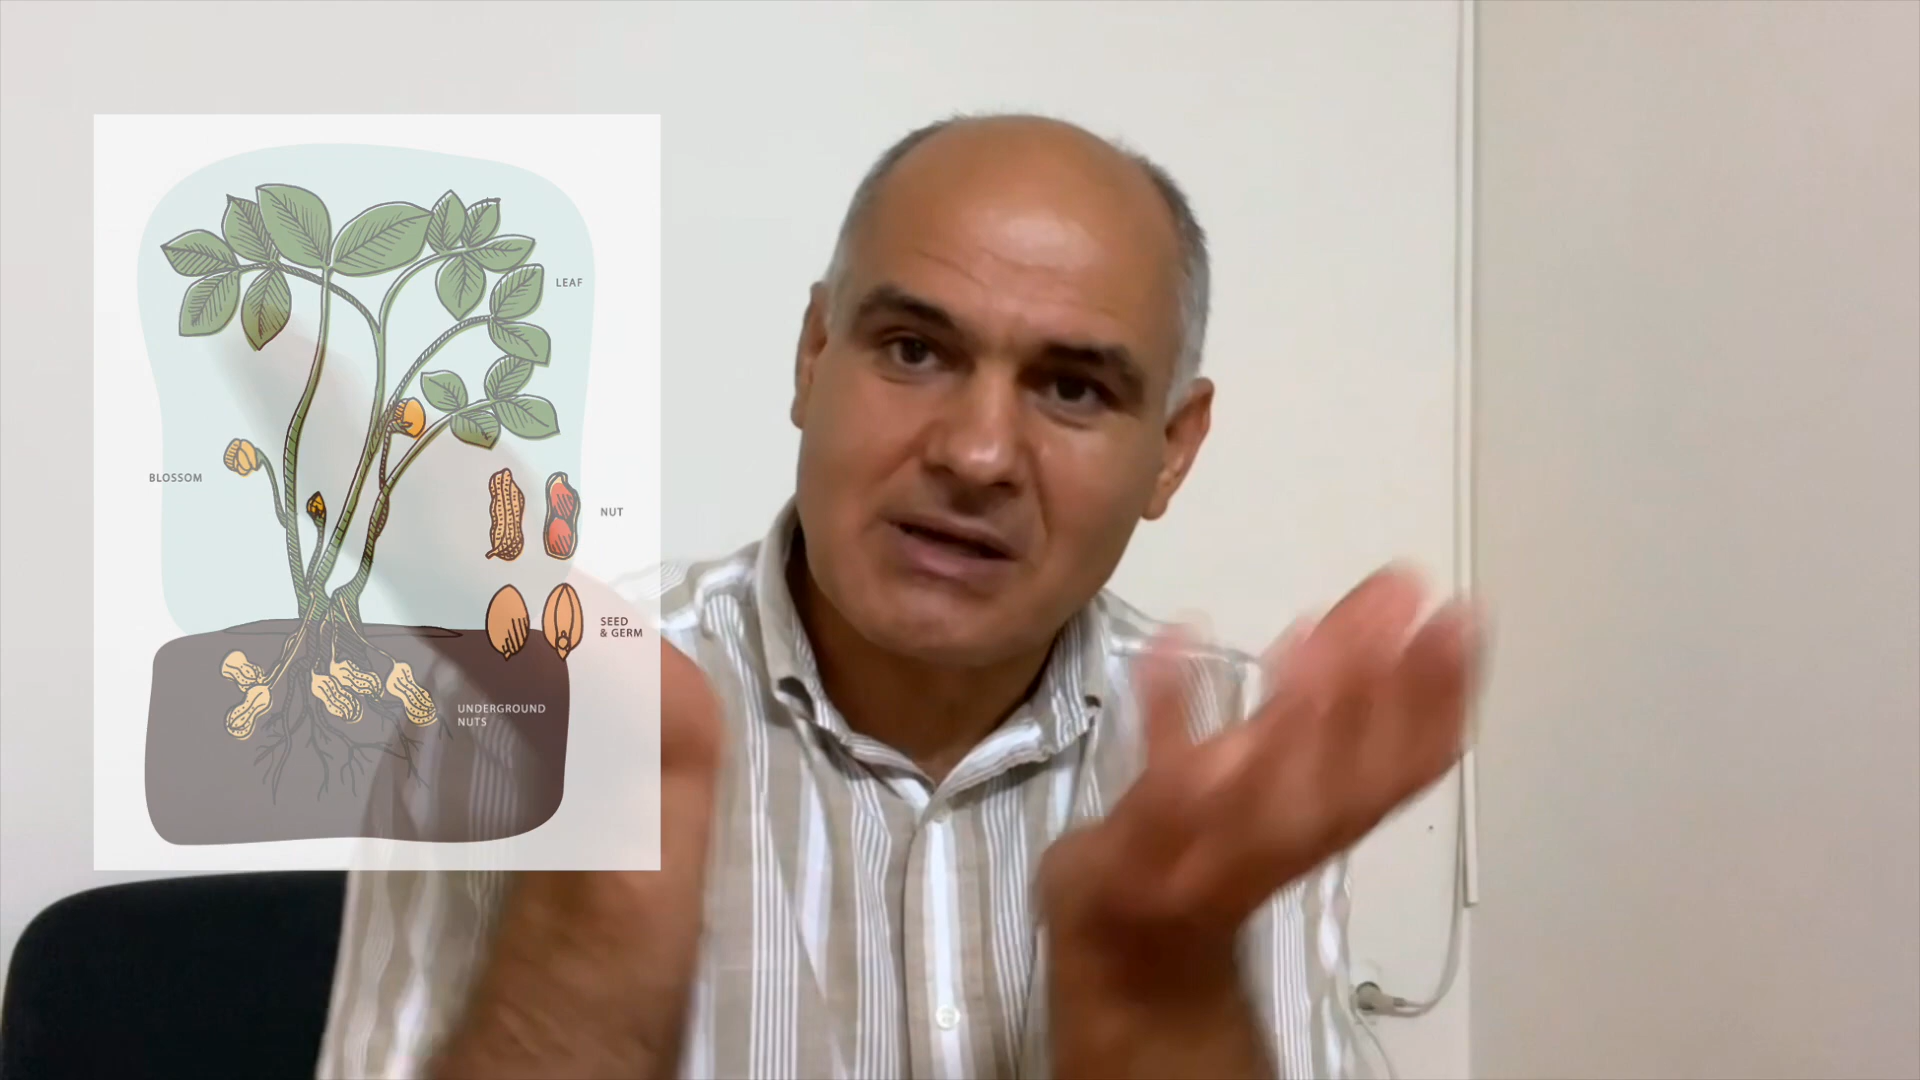 LEAF
BLOSSOM
NUT
SEED
& GERM
UNDERGROUND
NUTS